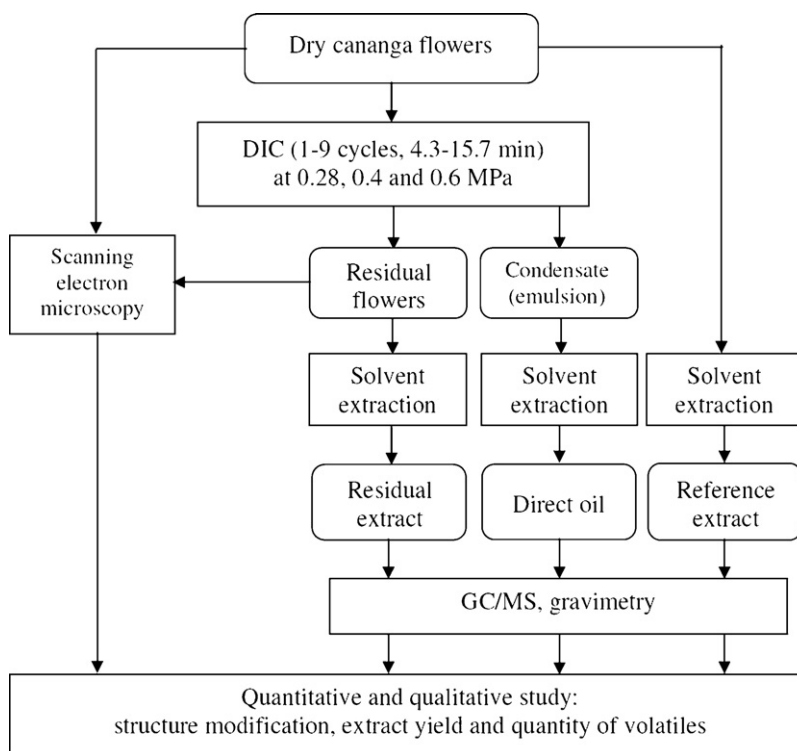 Dry cananga flowers
DIC (1-9 cycles, 4.3-15.7 min)
at 0.28, 0.4 and 0.6 MPa
Scanning
electron
microscopy
Residual
flowers
Condensate
(emulsion)
Solvent
extraction
Solvent
extraction
Solvent
extraction
Residual
extract
Direct oil
Reference
extract
GC/MS, gravimetry
Quantitative and qualitative study:
structure modification, extract yield and quantity of volatiles